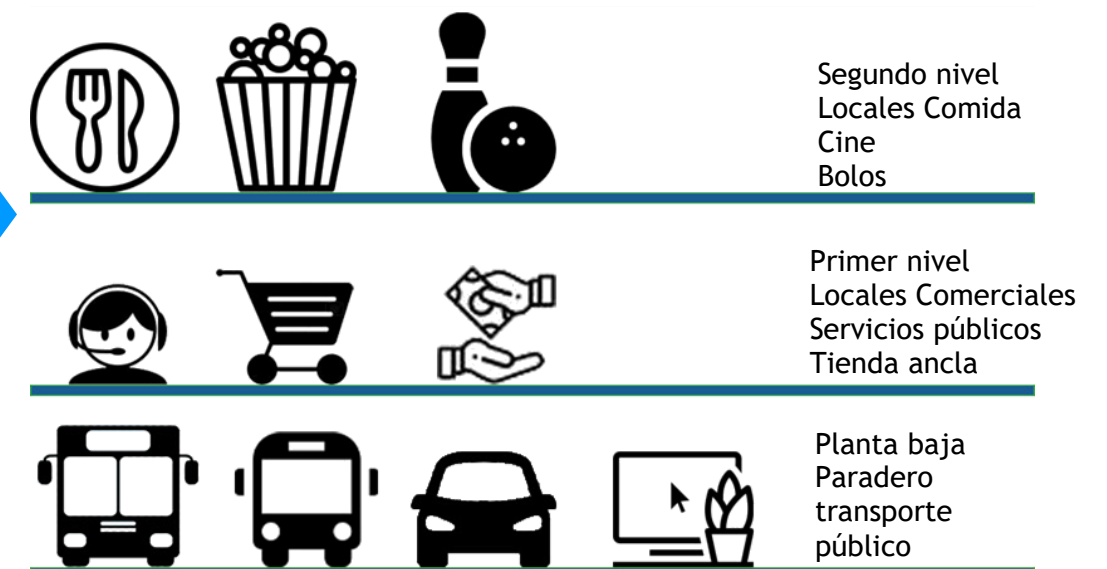 Segundo nivel
Locales Comida
Cine
Bolos
Primer nivel
Locales Comerciales
Servicios públicos
Tienda ancla
Planta baja
Paradero
transporte
público